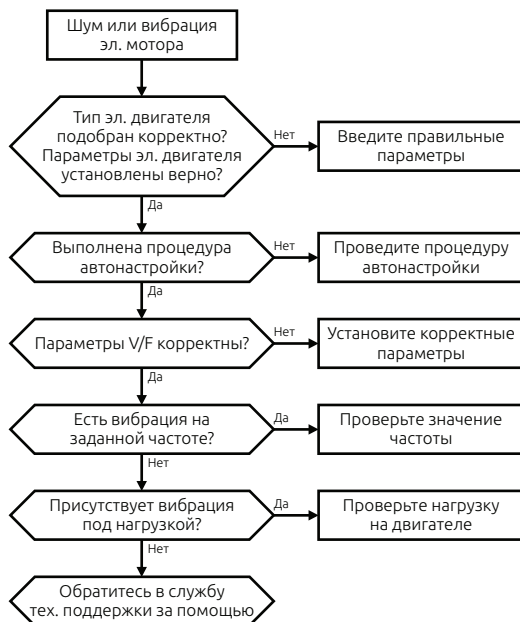 Шум или вибрация
эл. мотора
Тип эл. двигателя
подобран корректно?
Параметры эл. двигателя
установлены верно?
Нет
Введите правильные
параметры
Да
Выполнена процедура
автонастройки?
Нет
Проведите процедуру
автонастройки
Да
Параметры V/F корректны?
Нет
Установите корректные
параметры
Да
Есть вибрация на
заданной частоте?
Да
Проверьте значение
частоты
Нет
Присутствует вибрация
под нагрузкой?
Да
Проверьте нагрузку
на двигателе
Нет
Обратитесь в службу
тех. поддержки за помощью